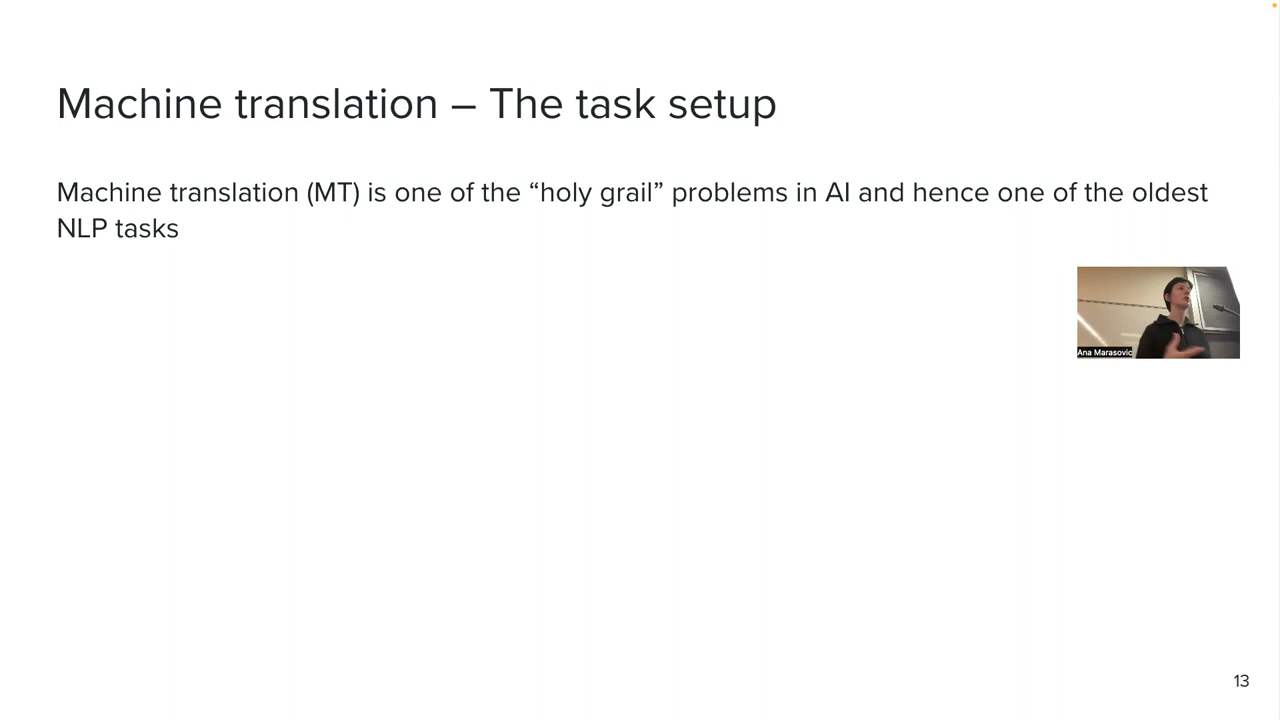 Machine translation – The task setup
Machine translation (MT) is one of the “holy grail” problems in AI and hence one of the oldest
NLP tasks
Ana Marasovic
13